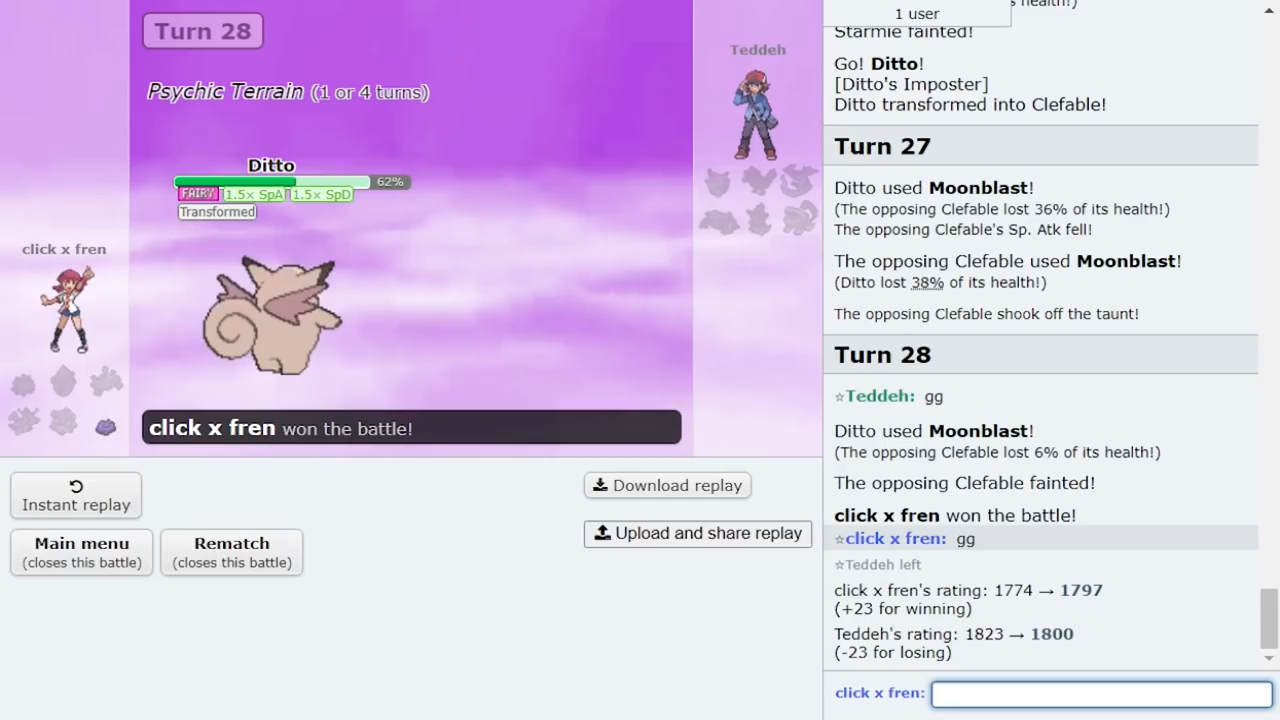 Turn 28
Psychic Terrain (1 or 4 turns)
Teddeh
Ditto
62%
FAIRY 1.5× SpA 1.5× SpD
Transformed
click x fren
click x fren won the battle!
Instant replay
Download replay
Upload and share replay
Main menu
(closes this battle)
Rematch
(closes this battle)
1 user
s health!)
Starmie fainted!
Go! Ditto!
[Ditto's Imposter]
Ditto transformed into Clefable!
Turn 27
Ditto used Moonblast!
(The opposing Clefable lost 36% of its health!)
The opposing Clefable's Sp. Atk fell!
The opposing Clefable used Moonblast!
(Ditto lost 38% of its health!)
The opposing Clefable shook off the taunt!
Turn 28
☆Teddeh: gg
Ditto used Moonblast!
(The opposing Clefable lost 6% of its health!)
The opposing Clefable fainted!
click x fren won the battle!
☆click x fren: gg
☆Teddeh left
click x fren's rating: 1774 → 1797
(+23 for winning)
Teddeh's rating: 1823 → 1800
(-23 for losing)
click x fren: